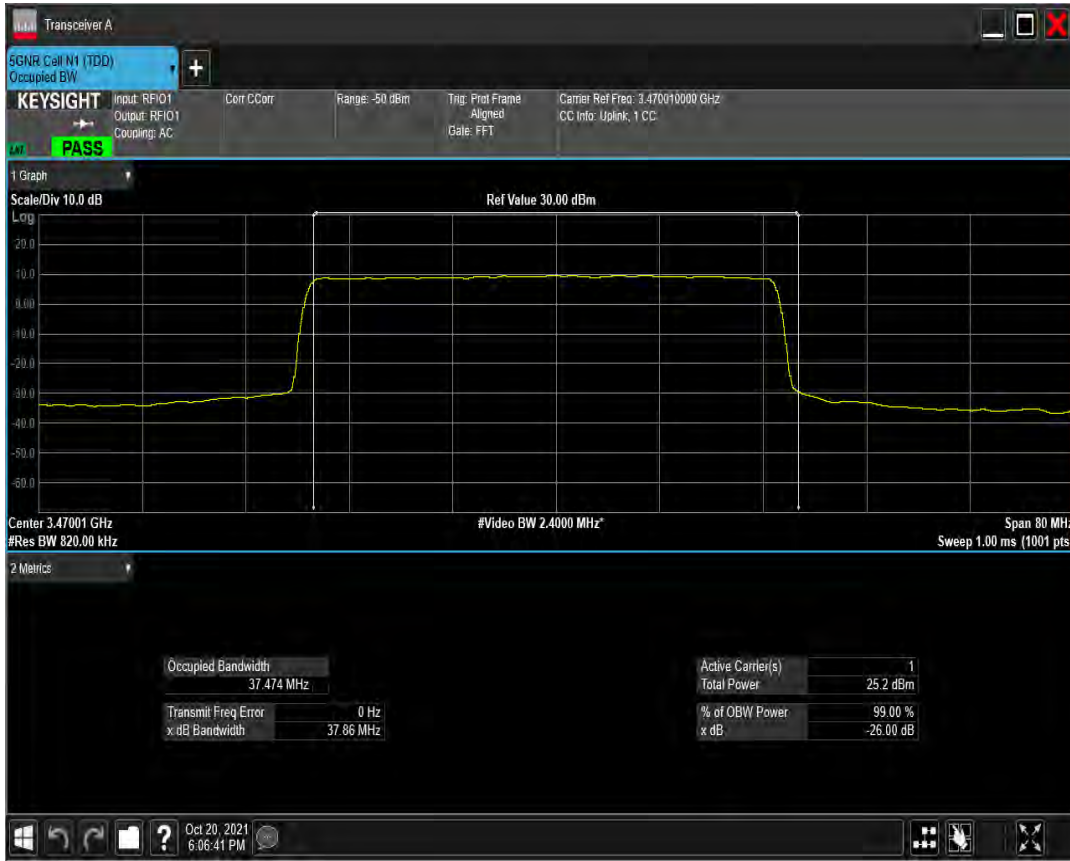 Transceiver A
5GNR Cell N1 (TDD)
Occupied BW
+
KEYSIGHT
PASS
Input: RFIO1
Output: RFIO1
Coupling: AC
Corr CCorr
Range: -50 dBm
Trig: Prot Frame
Aligned
Gate: FFT
Carrier Ref Freq: 3.470010000 GHz
CC Info: Uplink, 1 CC
1 Graph
Scale/Div 10.0 dB
Ref Value 30.00 dBm
Log
20.0
10.0
0.00
-10.0
-20.0
-30.0
-40.0
-50.0
-60.0
Center 3.47001 GHz
#Video BW 2.4000 MHz*
Span 80 MHz
#Res BW 820.00 kHz
Sweep 1.00 ms (1001 pts
2 Metrics
Occupied Bandwidth
37.474 MHz
Transmit Freq Error 0 Hz
x dB Bandwidth 37.86 MHz
Active Carrier(s) 1
Total Power 25.2 dBm
% of OBW Power 99.00 %
x dB -26.00 dB
?
Oct 20, 2021
6:06:41 PM